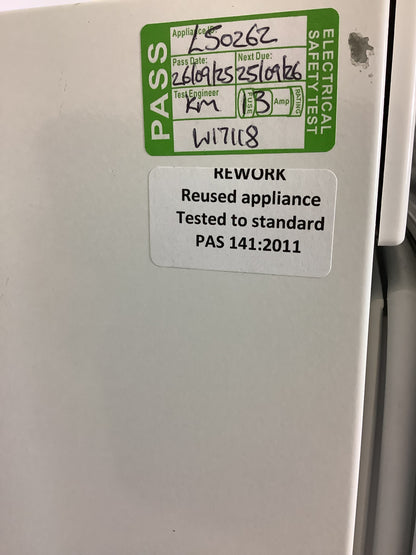 PASS
ELECTRICAL
SAFETY TEST
Appliance ID:
L50262
Pass Date: Next Due:
26/09/25 25/09/26
Test Engineer
KM FUSE 13 Amp RATING
W17118
REWORK
Reused appliance
Tested to standard
PAS 141:2011